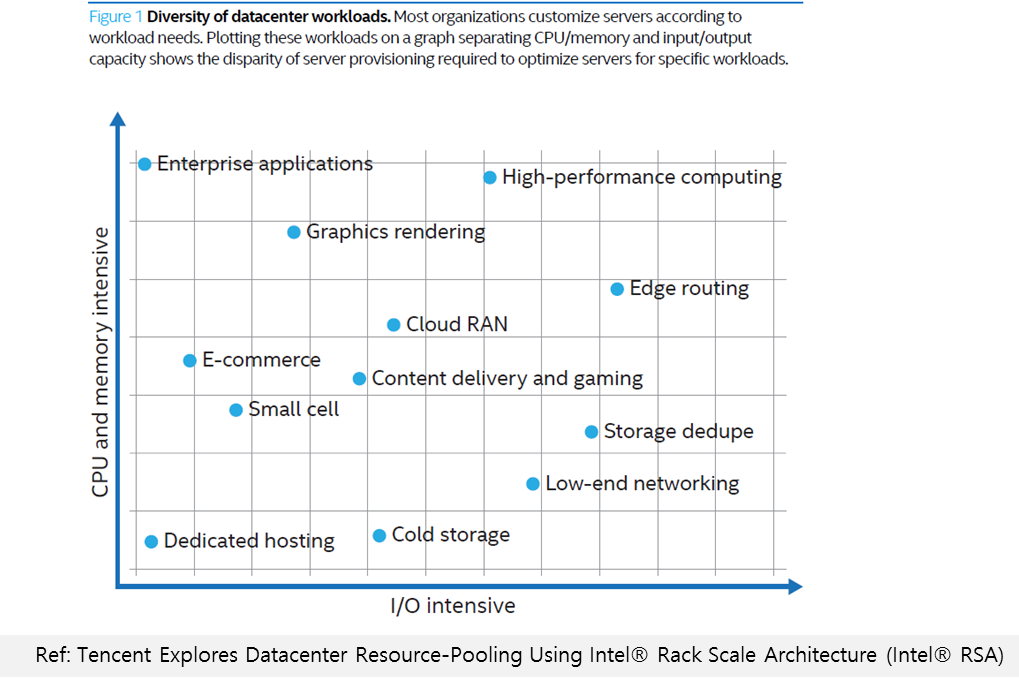 Figure 1 Diversity of datacenter workloads. Most organizations customize servers according to
workload needs. Plotting these workloads on a graph separating CPU/memory and input/output
capacity shows the disparity of server provisioning required to optimize servers for specific workloads.
Enterprise applications
High-performance computing
Graphics rendering
Edge routing
Cloud RAN
E-commerce
Content delivery and gaming
Small cell
Storage dedupe
Low-end networking
Cold storage
Dedicated hosting
CPU and memory intensive
I/O intensive
Ref: Tencent Explores Datacenter Resource-Pooling Using Intel® Rack Scale Architecture (Intel® RSA)